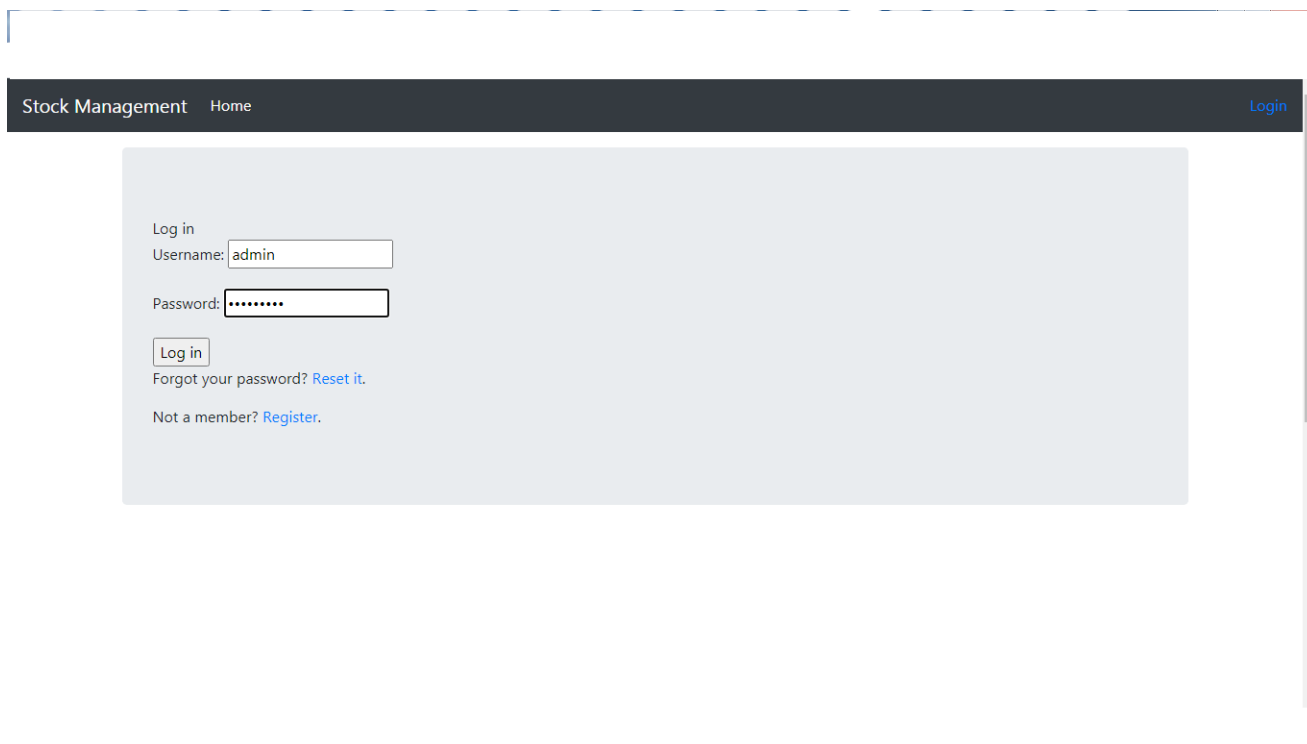 Stock Management Home Login
Log in
Username: admin
Password: •••••••••
Log in
Forgot your password? Reset it.
Not a member? Register.